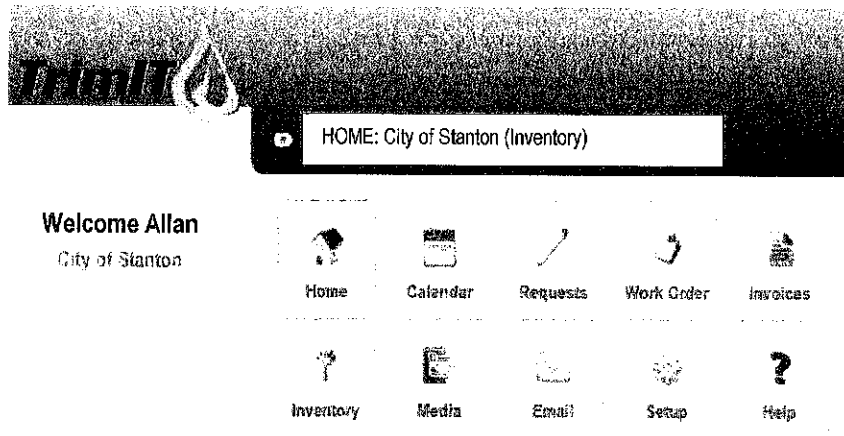 TrimIT
HOME: City of Stanton (Inventory)
Welcome Allan
City of Stanton
Home Calendar Requests Work Order Invoices
Inventory Media Email Setup Help